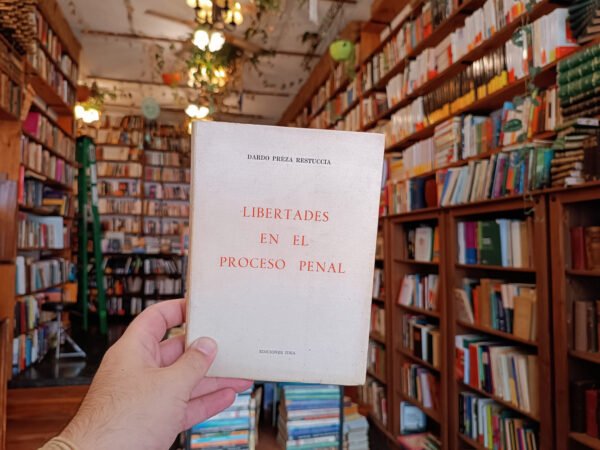 DARDO PREZA RESTUCCIA
LIBERTADES
EN EL
PROCESO PENAL
EDICIONES IDEA